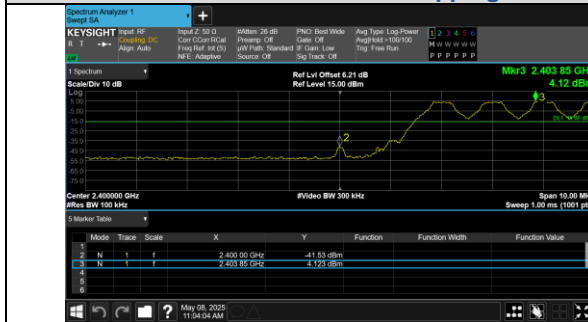 Spectrum Analyzer 1
Swept SA
+
KEYSIGHT Input: RF Input Z: 50 Ω #Atten: 26 dB PNO: Best Wide Avg Type: Log-Power 1 2 3 4 5 6
R T Coupling: DC Corr CCorr RCal Preamp: Off Gate: Off Avg|Hold >100/100 M W W W W W
Align: Auto Freq Ref: Int (S) µW Path: Standard IF Gain: Low Trig: Free Run
NFE: Adaptive Source: Off Sig Track: Off P P P P P P
1 Spectrum Ref Lvl Offset 6.21 dB Mkr3 2.403 85 GH
Scale/Div 10 dB Ref Level 15.00 dBm 4.12 dBm
Log
5.00
-5.00
-15.0
-25.0
-35.0
-45.0
-55.0
-65.0
-75.0
3
2
Center 2.400000 GHz #Video BW 300 kHz Span 10.00 M
#Res BW 100 kHz Sweep 1.00 ms (1001 pt
5 Marker Table
Mode Trace Scale X Y Function Function Width Function Value
1
2 N 1 f 2.400 00 GHz -41.53 dBm
3 N 1 f 2.403 85 GHz 4.123 dBm
4
5
6
? May 08, 2025
11:04:04 AM